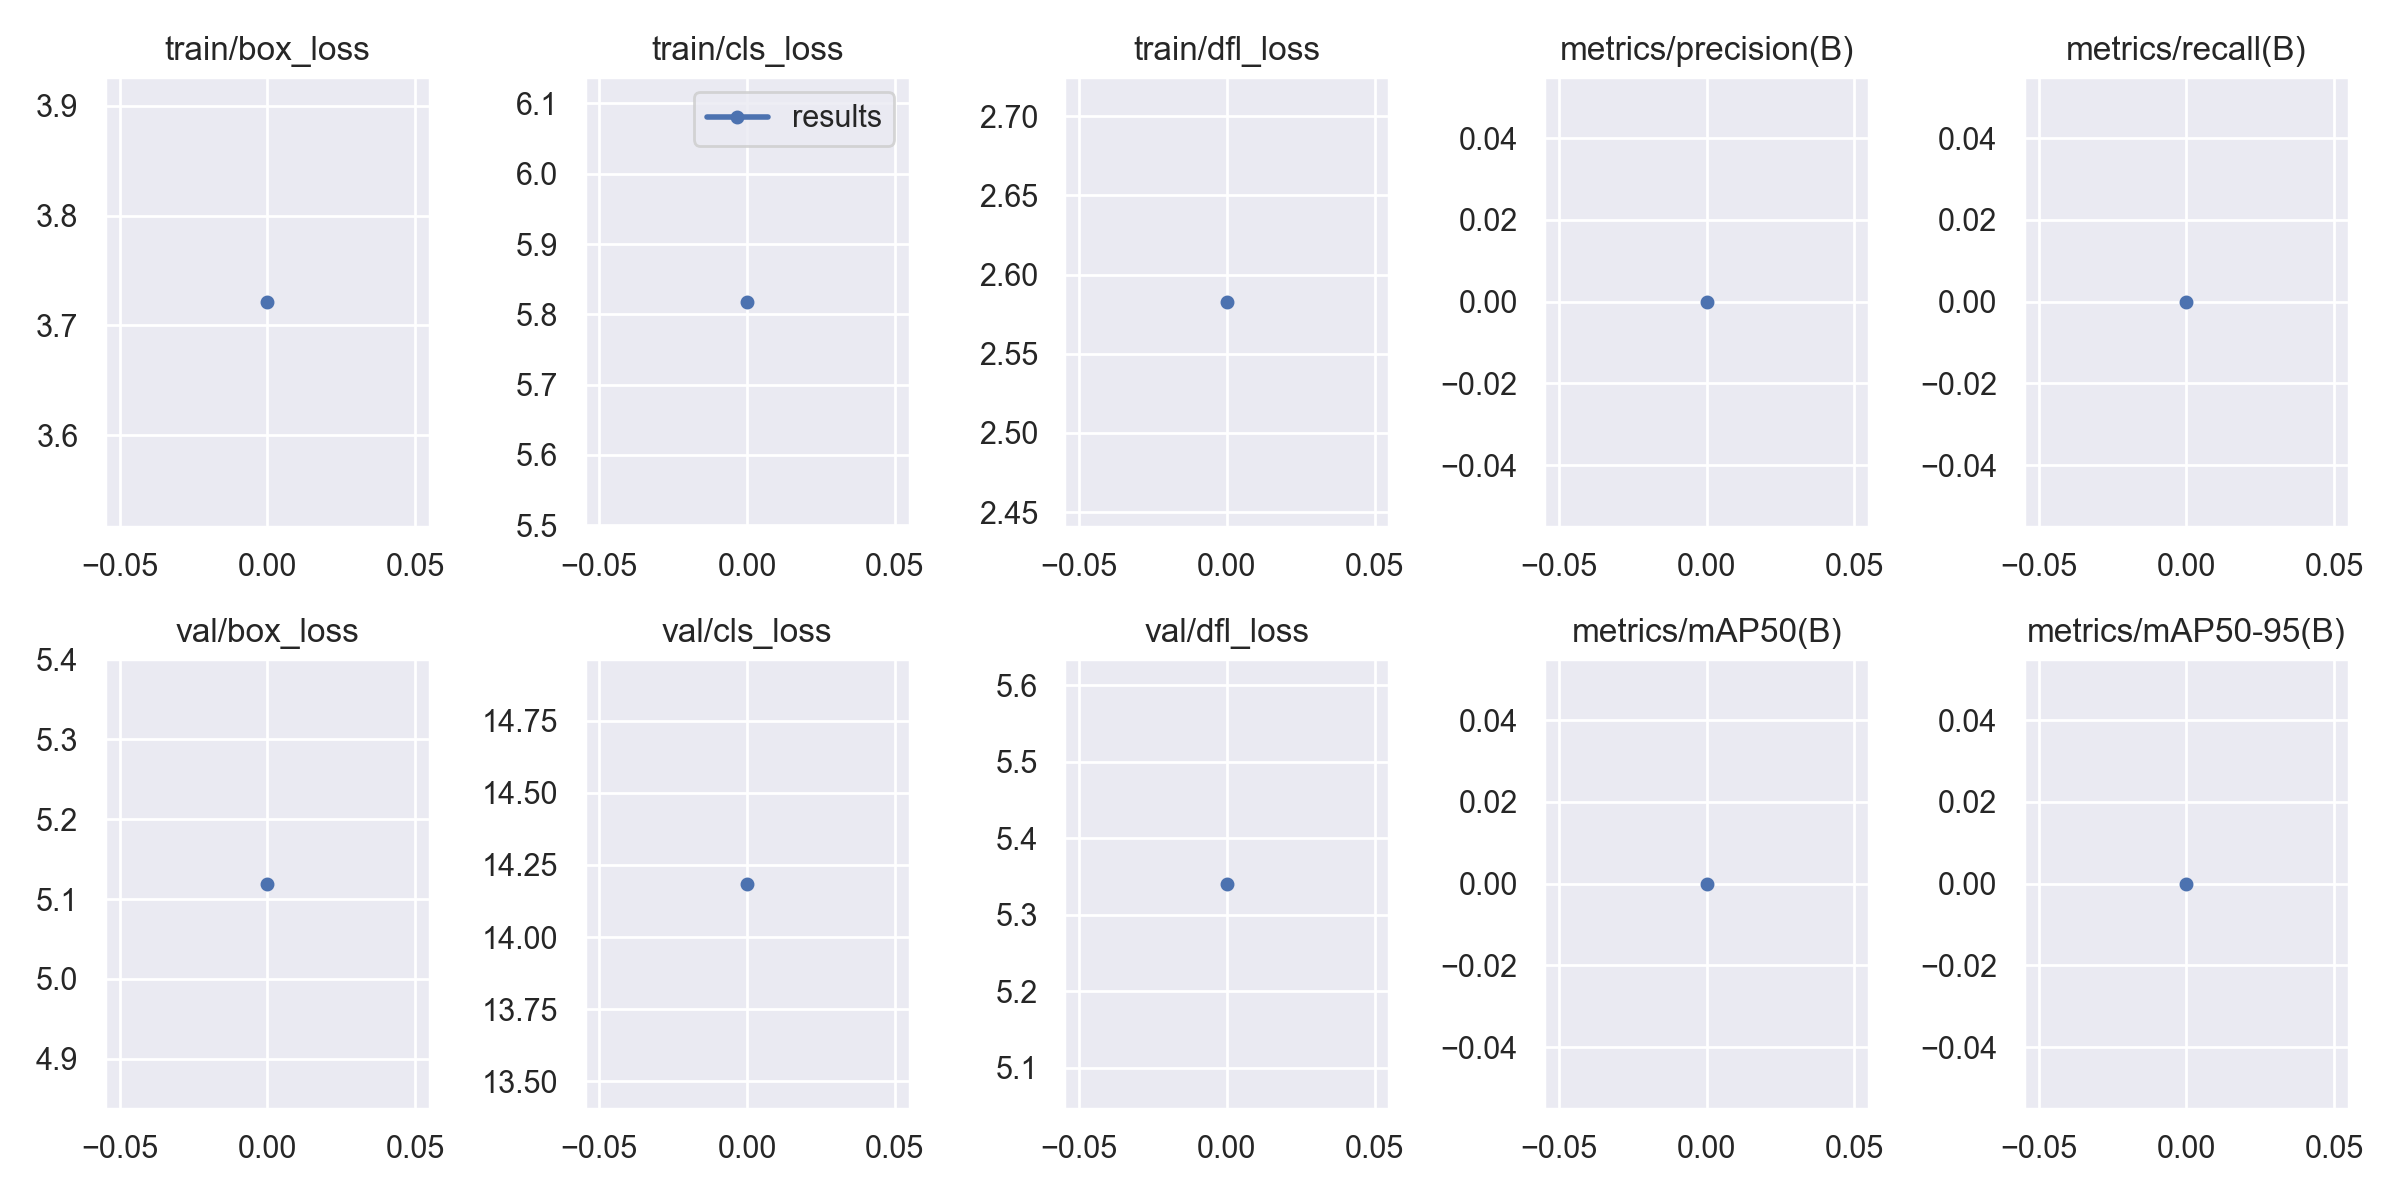 train/box_loss
3.9
3.8
3.7
3.6
−0.05 0.00 0.05
train/cls_loss
results
6.1
6.0
5.9
5.8
5.7
5.6
5.5
−0.05 0.00 0.05
train/dfl_loss
2.70
2.65
2.60
2.55
2.50
2.45
−0.05 0.00 0.05
metrics/precision(B)
0.04
0.02
0.00
−0.02
−0.04
−0.05 0.00 0.05
metrics/recall(B)
0.04
0.02
0.00
−0.02
−0.04
−0.05 0.00 0.05
val/box_loss
5.4
5.3
5.2
5.1
5.0
4.9
−0.05 0.00 0.05
val/cls_loss
14.75
14.50
14.25
14.00
13.75
13.50
−0.05 0.00 0.05
val/dfl_loss
5.6
5.5
5.4
5.3
5.2
5.1
−0.05 0.00 0.05
metrics/mAP50(B)
0.04
0.02
0.00
−0.02
−0.04
−0.05 0.00 0.05
metrics/mAP50-95(B)
0.04
0.02
0.00
−0.02
−0.04
−0.05 0.00 0.05